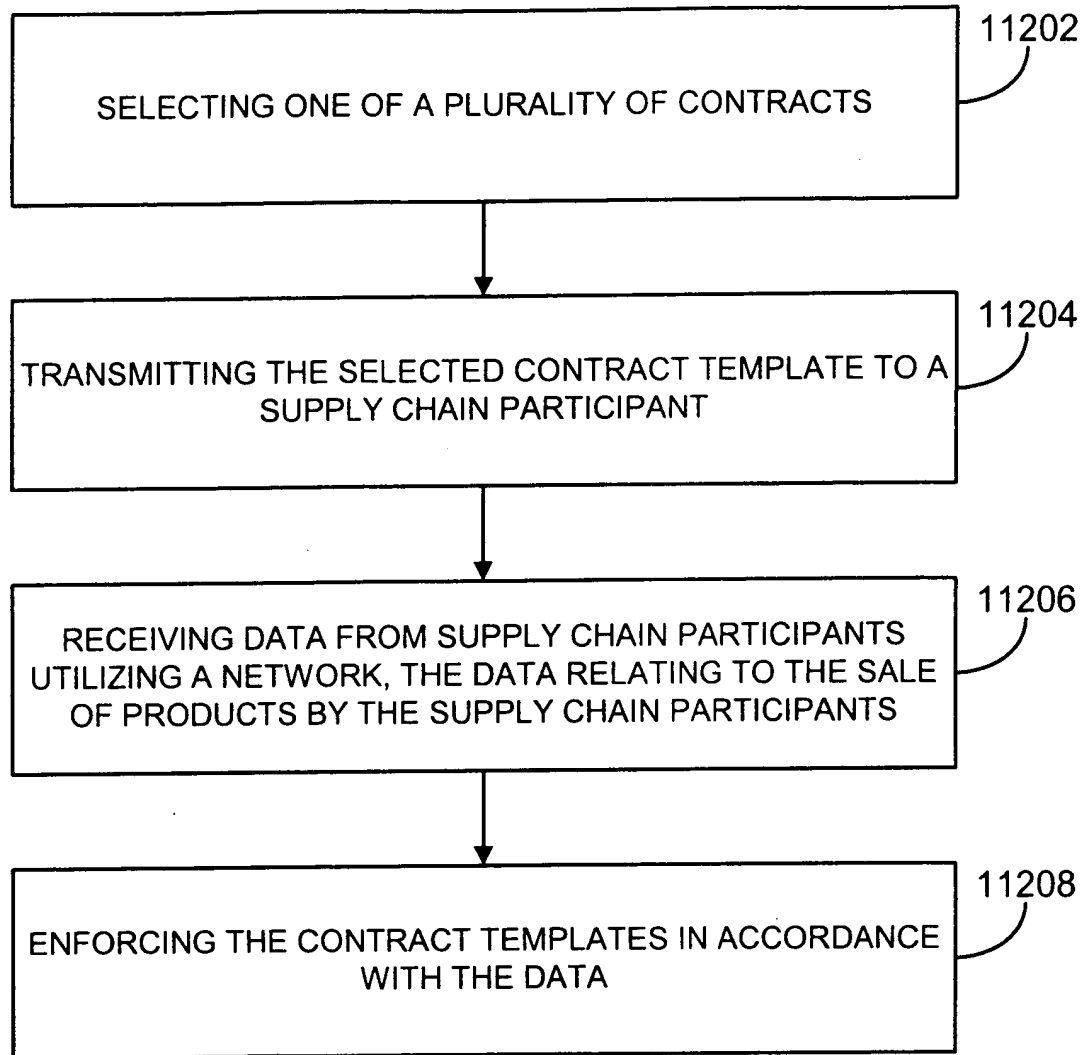 11202
SELECTING ONE OF A PLURALITY OF CONTRACTS
11204
TRANSMITTING THE SELECTED CONTRACT TEMPLATE TO A
SUPPLY CHAIN PARTICIPANT
11206
RECEIVING DATA FROM SUPPLY CHAIN PARTICIPANTS
UTILIZING A NETWORK, THE DATA RELATING TO THE SALE
OF PRODUCTS BY THE SUPPLY CHAIN PARTICIPANTS
11208
ENFORCING THE CONTRACT TEMPLATES IN ACCORDANCE
WITH THE DATA